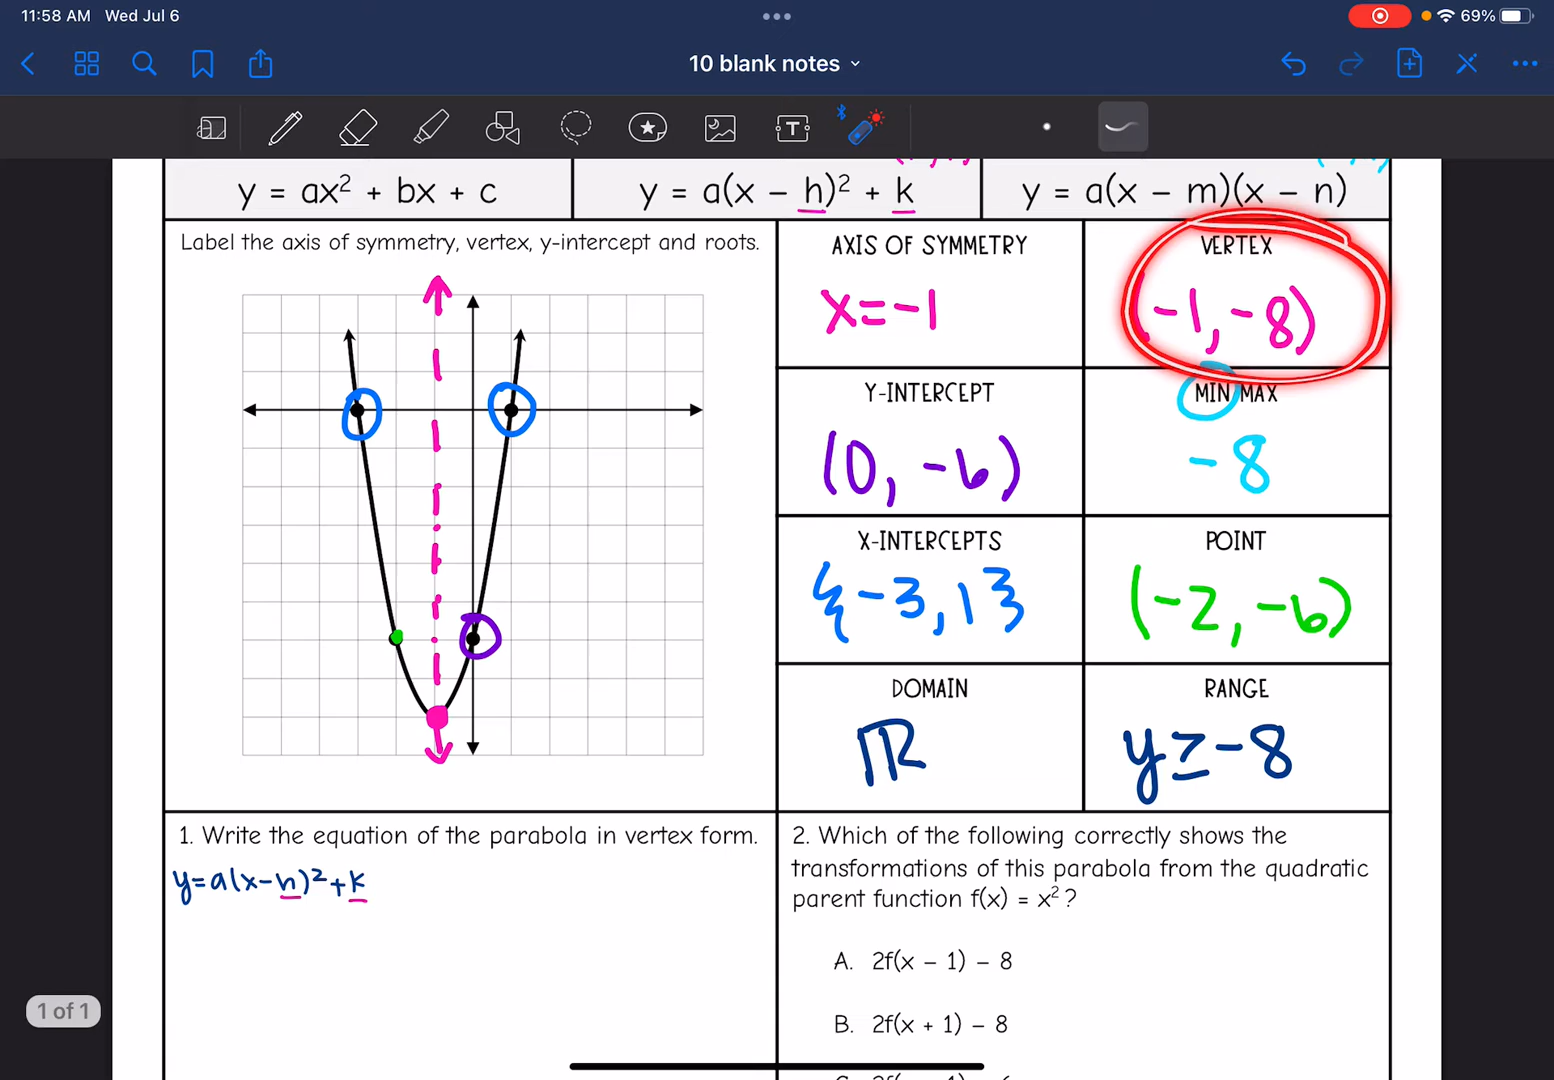 11:58 AM Wed Jul 6
69%
10 blank notes
y = ax² + bx + c
y = a(x − h)² + k
y = a(x − m)(x − n)
Label the axis of symmetry, vertex, y-intercept and roots.
AXIS OF SYMMETRY
x=-1
VERTEX
(-1,-8)
Y-INTERCEPT
(0, -6)
MIN/MAX
-8
X-INTERCEPTS
{-3,1}
POINT
(-2,-6)
DOMAIN
ℝ
RANGE
y≥-8
1. Write the equation of the parabola in vertex form.
y=a(x-h)²+k
2. Which of the following correctly shows the
transformations of this parabola from the quadratic
parent function f(x) = x²?
A. 2f(x − 1) − 8
B. 2f(x + 1) − 8
1 of 1